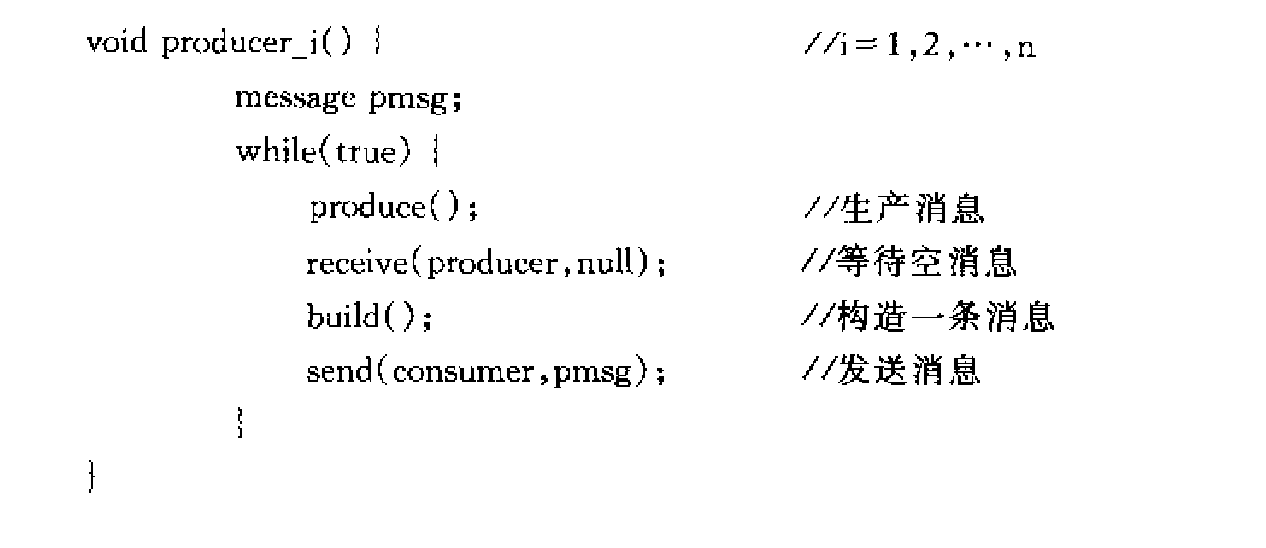 void producer_i() { //i=1,2,…,n
message pmsg;
while(true) {
produce(); //生产消息
receive(producer,null); //等待空消息
build(); //构造一条消息
send(consumer,pmsg); //发送消息
}
}